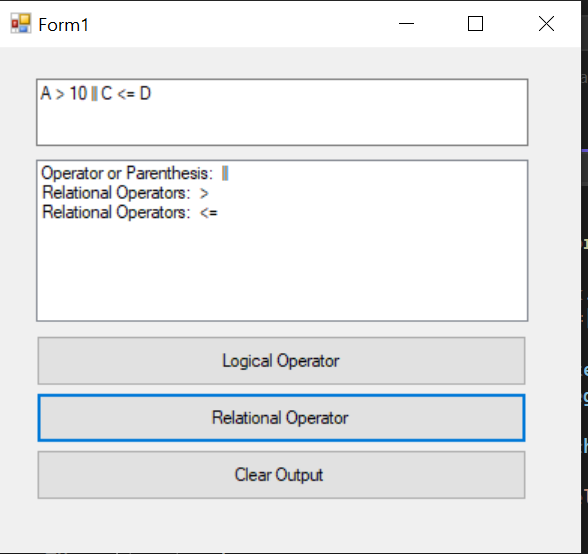 Form1
A > 10 || C <= D
Operator or Parenthesis: ||
Relational Operators: >
Relational Operators: <=
Logical Operator
Relational Operator
Clear Output